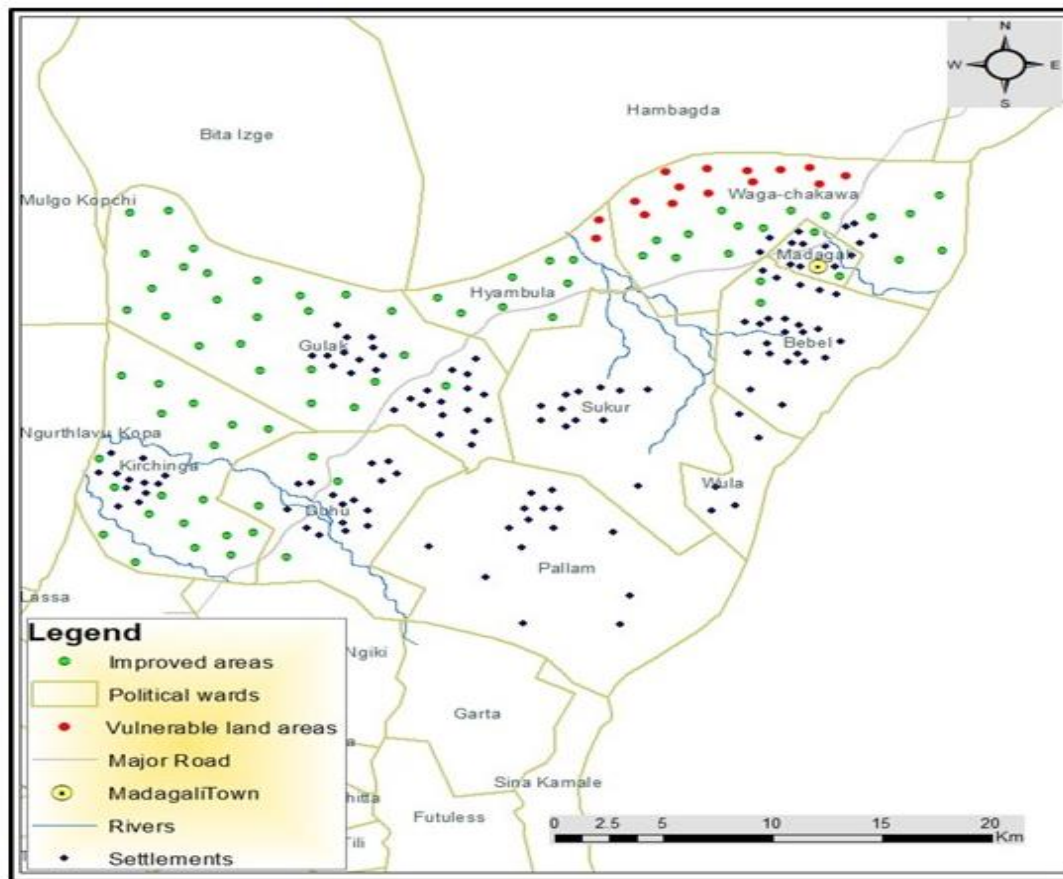 N
W E
S
Hambagda
Bita Izge
Mulgo Kopchi
Waga-chakawa
Madagali
Hyambula
Gulak
Bebel
Sukur
Ngurthlavu Kopa
Kirchinga
Wula
Duhu
Pallam
Lassa
Legend
Improved areas
Political wards
Vulnerable land areas
Major Road
MadagaliTown
Rivers
Settlements
Ngiki
Garta
Sina Kamale
Futuless
0 2.5 5 10 15 20
Km